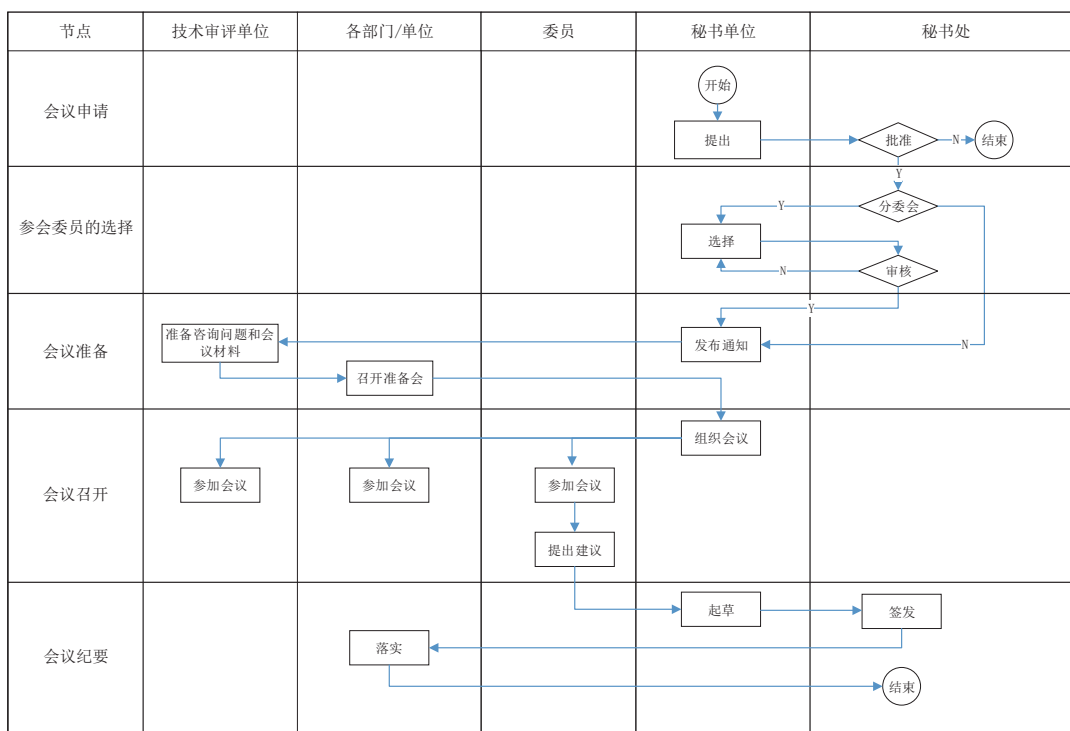 节点
技术审评单位
各部门/单位
委员
秘书单位
秘书处
会议申请
开始
提出
批准
N
结束
Y
参会委员的选择
分委会
Y
选择
N
审核
Y
会议准备
准备咨询问题和会
议材料
发布通知
N
召开准备会
组织会议
会议召开
参加会议
参加会议
参加会议
提出建议
会议纪要
起草
签发
落实
结束